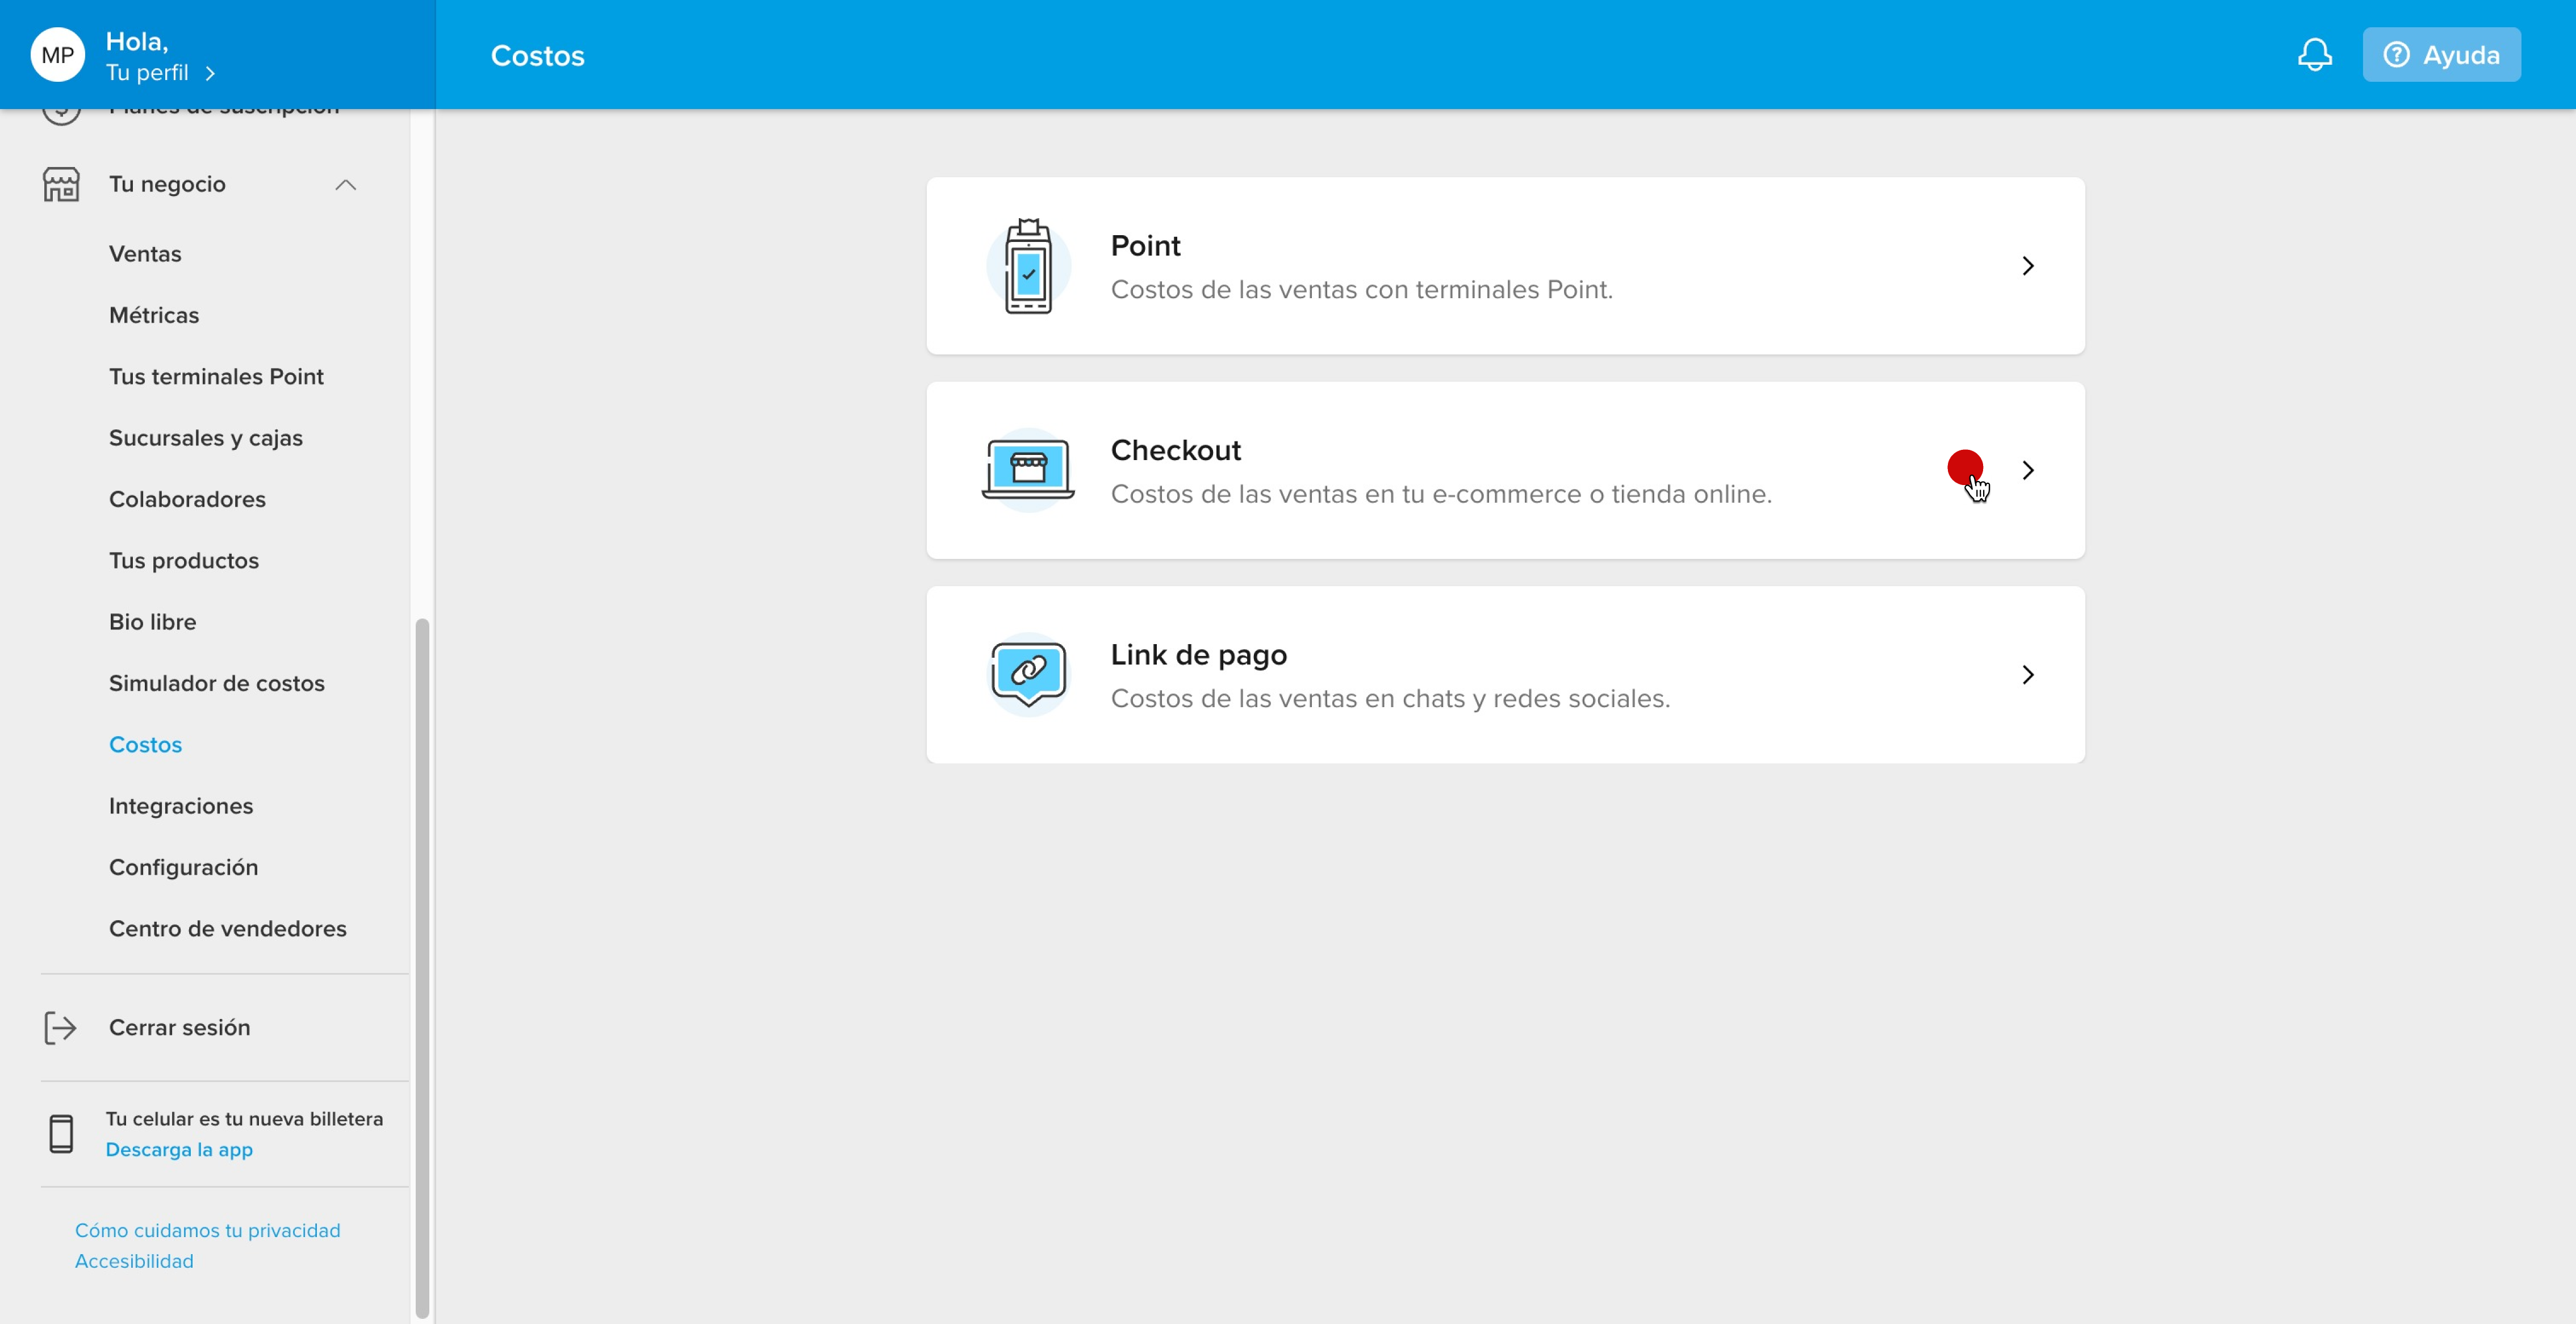 MP
Hola,
Tu perfil
Costos
Ayuda
Planes de suscripción
Tu negocio
Ventas
Métricas
Tus terminales Point
Sucursales y cajas
Colaboradores
Tus productos
Bio libre
Simulador de costos
Costos
Integraciones
Configuración
Centro de vendedores
Cerrar sesión
Tu celular es tu nueva billetera
Descarga la app
Cómo cuidamos tu privacidad
Accesibilidad
Point
Costos de las ventas con terminales Point.
Checkout
Costos de las ventas en tu e-commerce o tienda online.
Link de pago
Costos de las ventas en chats y redes sociales.